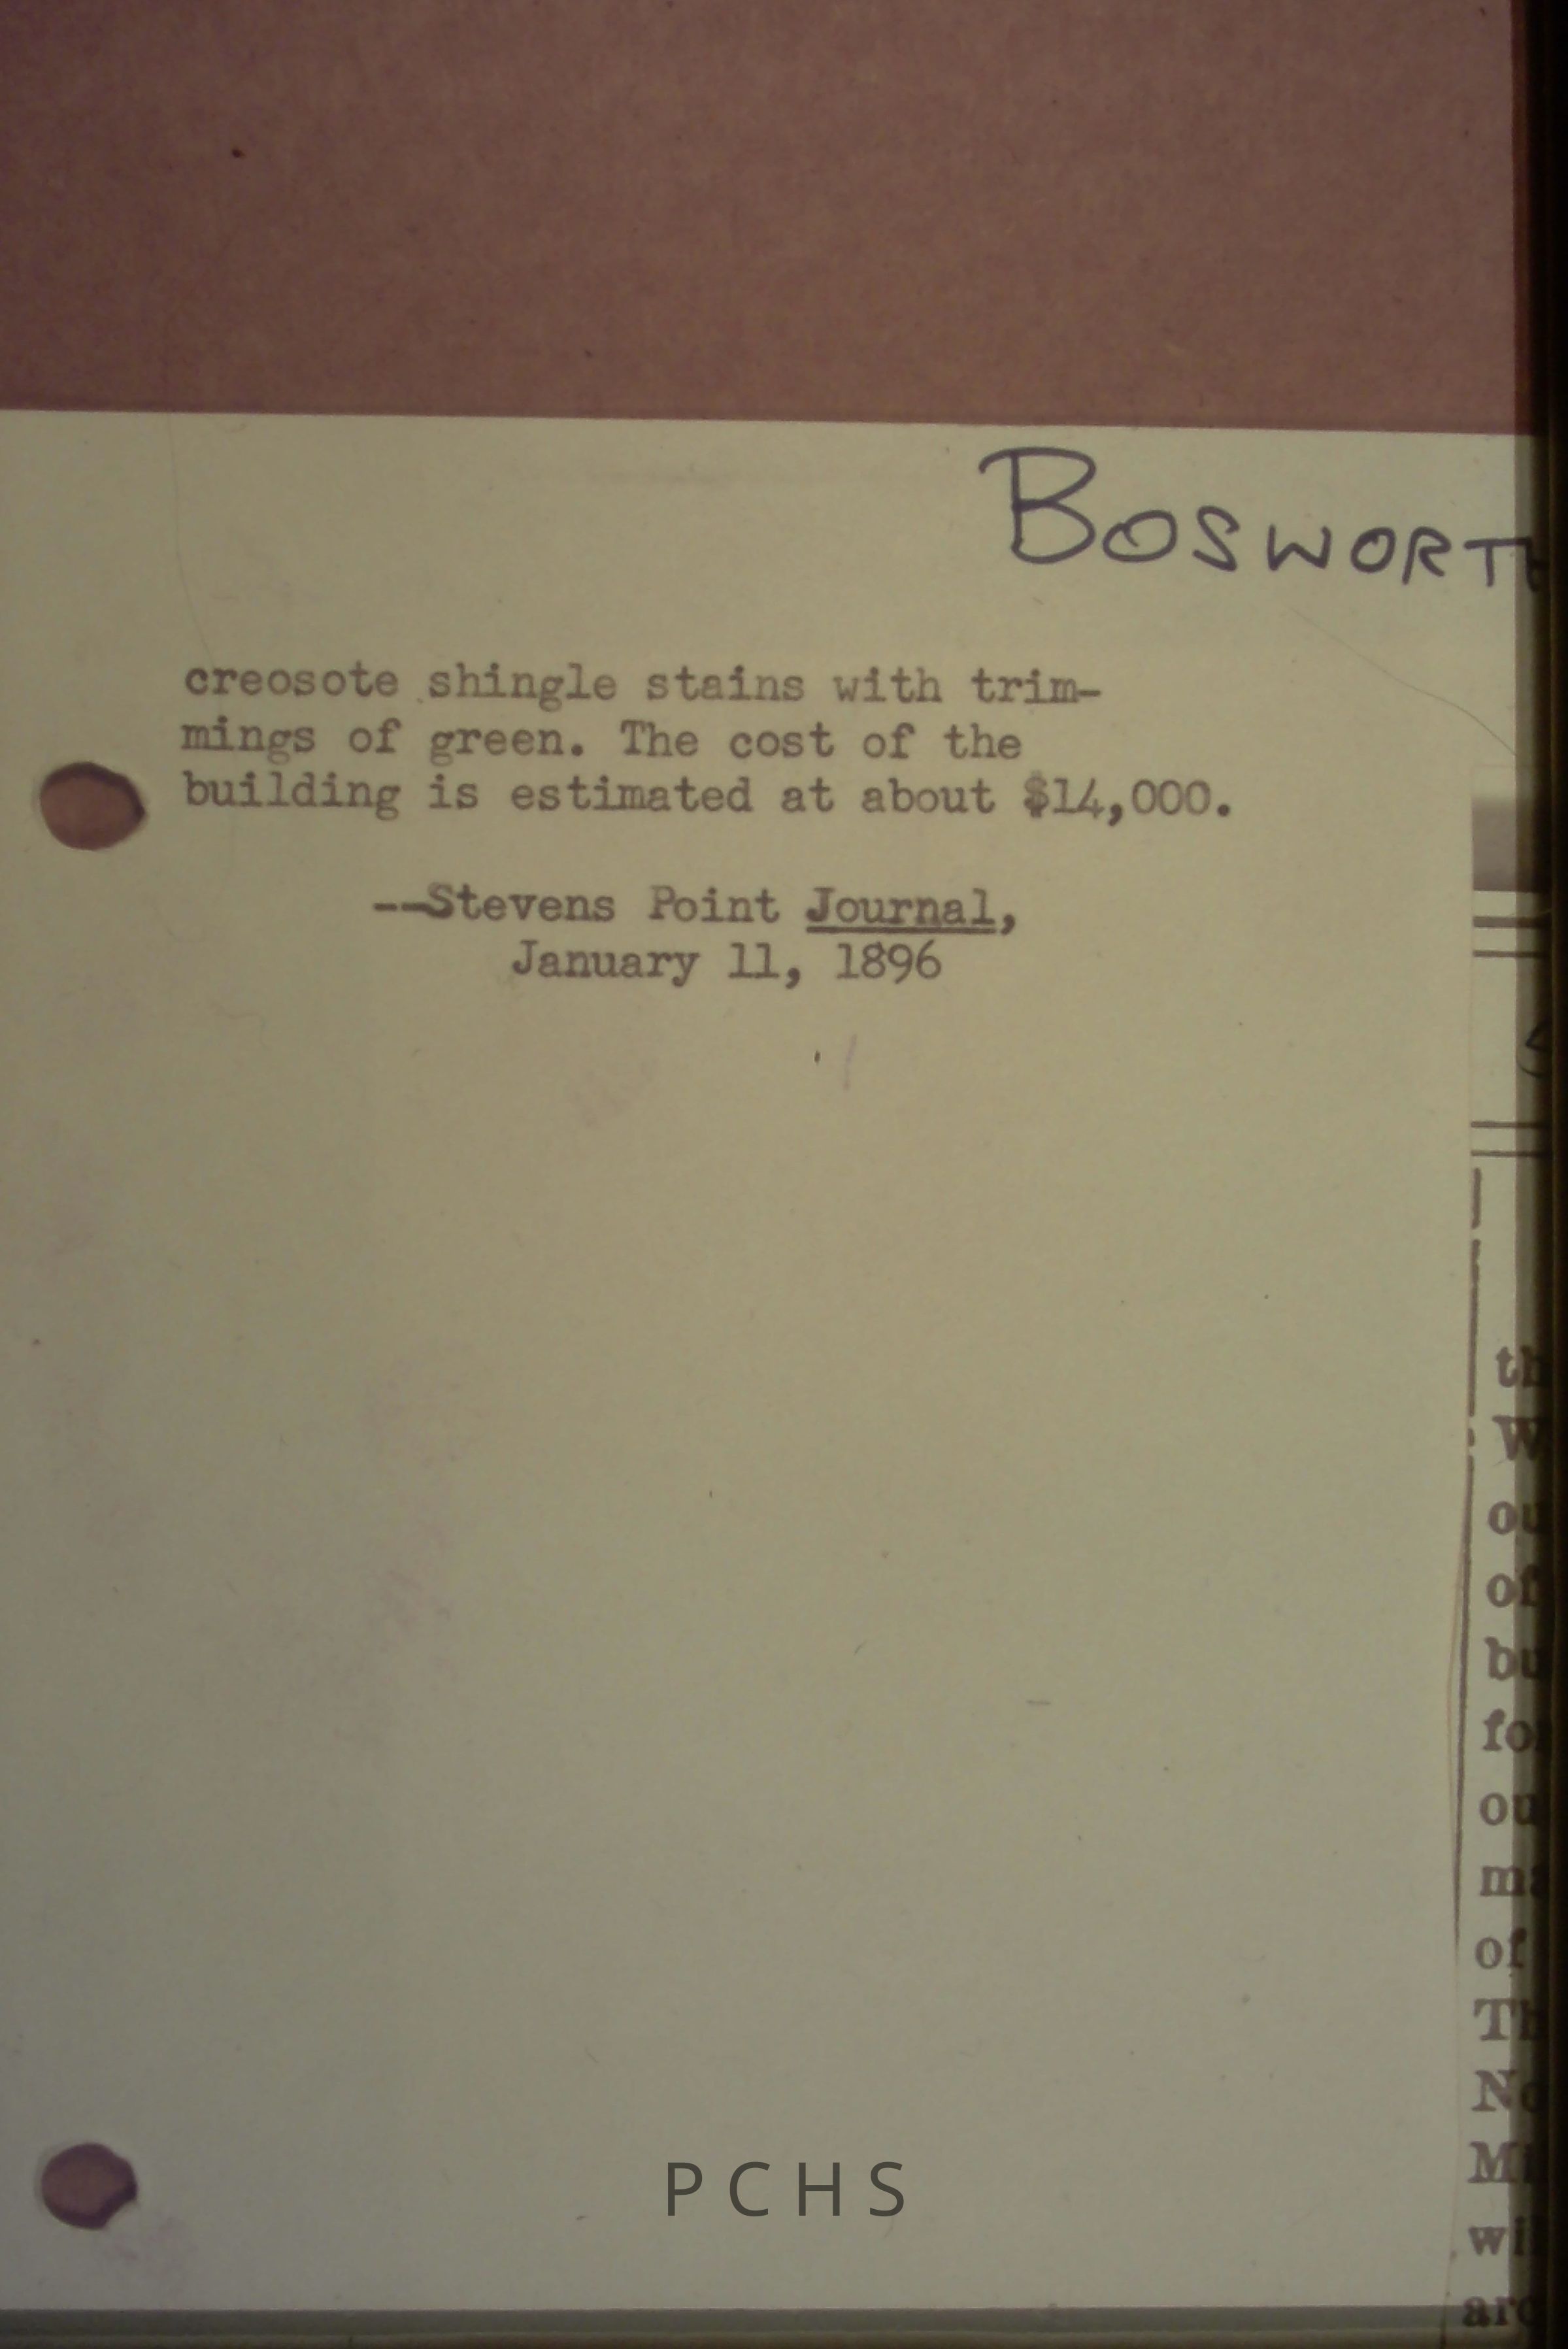 BOSWORTH
creosote shingle stains with trim-
mings of green. The cost of the
building is estimated at about $14,000.
--Stevens Point Journal,
January 11, 1896
of
PCHS